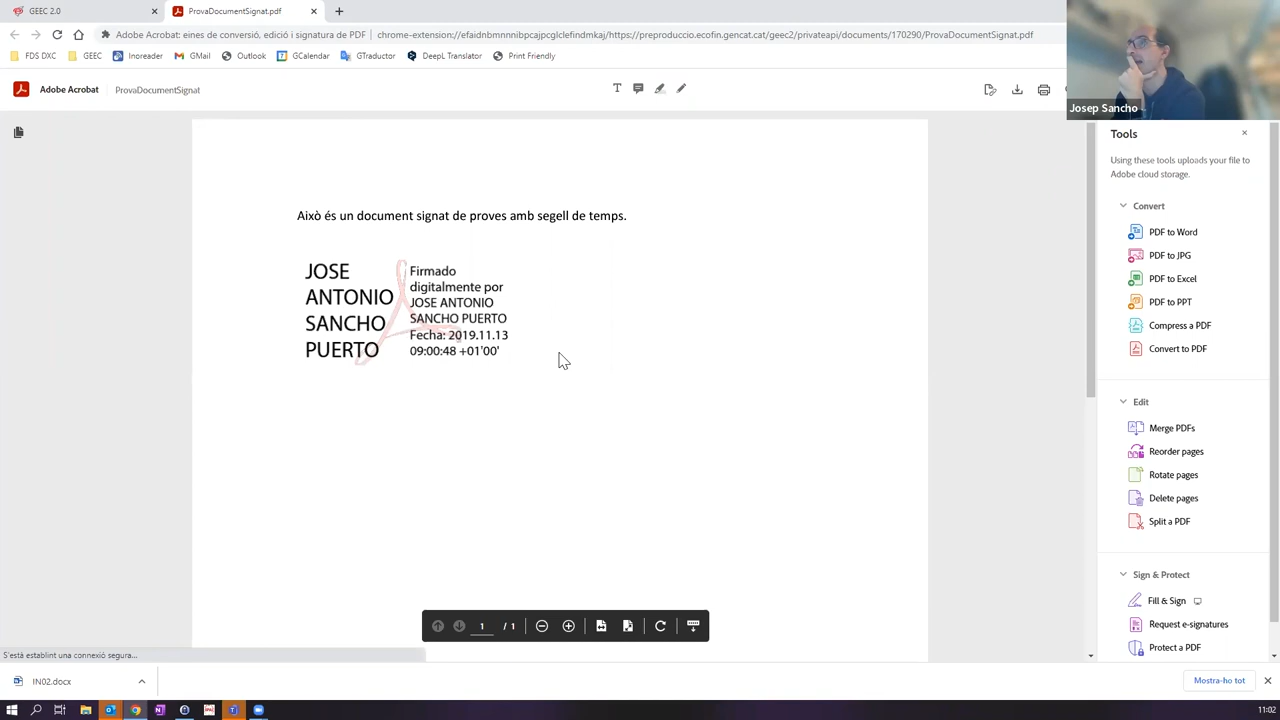 GEEC 2.0
ProvaDocumentSignat.pdf
Adobe Acrobat: eines de conversió, edició i signatura de PDF | chrome-extension://efaidnbmnnnibpcajpcglclefindmkaj/https://preproduccio.ecofin.gencat.cat/geec2/privateapi/documents/170290/ProvaDocumentSignat.pdf
FDS DXC GEEC Inoreader GMail Outlook GCalendar GTraductor DeepL Translator Print Friendly
Adobe Acrobat ProvaDocumentSignat
Josep Sancho
Tools
Using these tools uploads your file to
Adobe cloud storage.
Convert
PDF to Word
PDF to JPG
PDF to Excel
PDF to PPT
Compress a PDF
Convert to PDF
Edit
Merge PDFs
Reorder pages
Rotate pages
Delete pages
Split a PDF
Sign & Protect
Fill & Sign
Request e-signatures
Protect a PDF
Això és un document signat de proves amb segell de temps.
JOSE
ANTONIO
SANCHO
PUERTO
Firmado
digitalmente por
JOSE ANTONIO
SANCHO PUERTO
Fecha: 2019.11.13
09:00:48 +01'00'
1 / 1
S'està establint una connexió segura...
IN02.docx
Mostra-ho tot
11:02